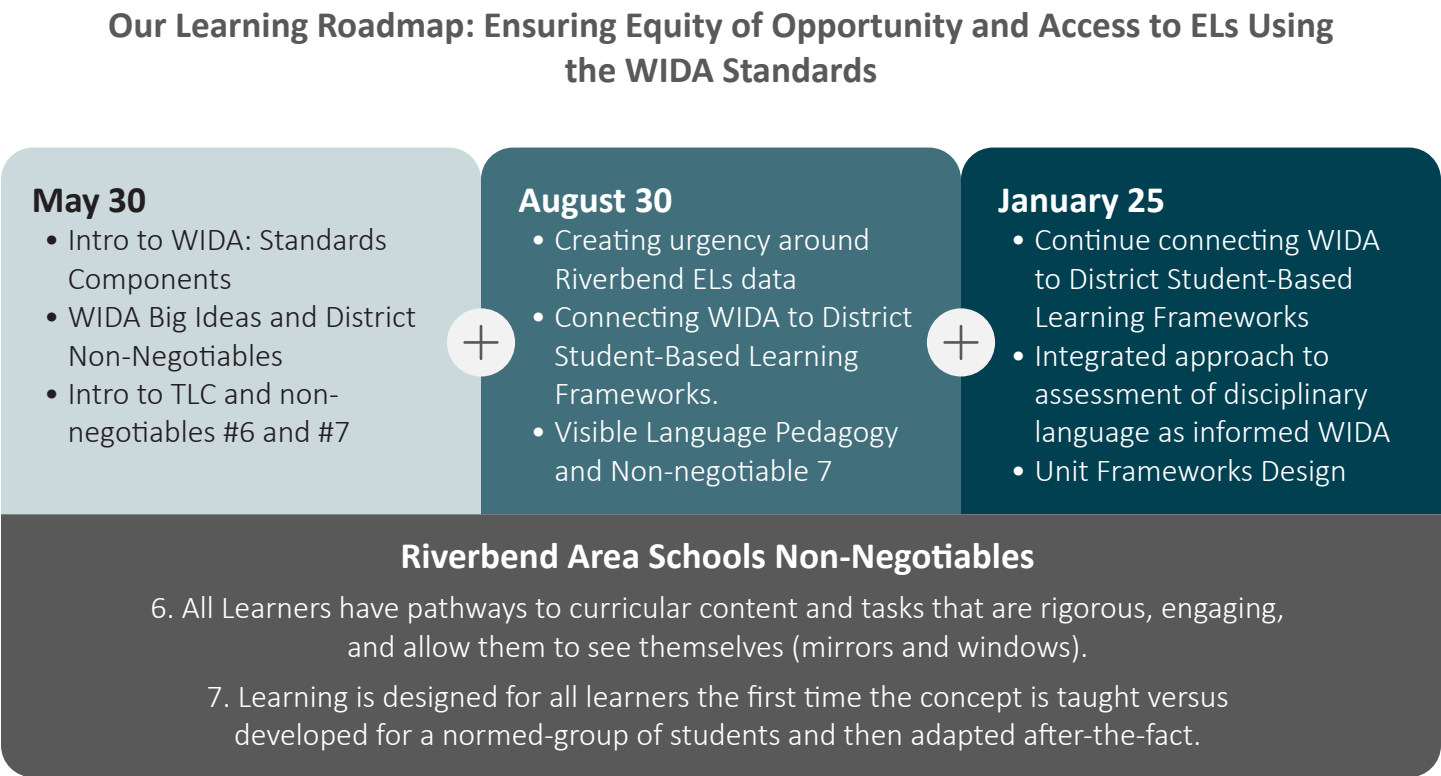 Our Learning Roadmap: Ensuring Equity of Opportunity and Access to ELs Using
the WIDA Standards
May 30
• Intro to WIDA: Standards
Components
• WIDA Big Ideas and District
Non-Negotiables
• Intro to TLC and non-
negotiables #6 and #7
August 30
• Creating urgency around
Riverbend ELs data
• Connecting WIDA to District
Student-Based Learning
Frameworks.
• Visible Language Pedagogy
and Non-negotiable 7
January 25
• Continue connecting WIDA
to District Student-Based
Learning Frameworks
• Integrated approach to
assessment of disciplinary
language as informed WIDA
• Unit Frameworks Design
Riverbend Area Schools Non-Negotiables
6. All Learners have pathways to curricular content and tasks that are rigorous, engaging,
and allow them to see themselves (mirrors and windows).
7. Learning is designed for all learners the first time the concept is taught versus
developed for a normed-group of students and then adapted after-the-fact.